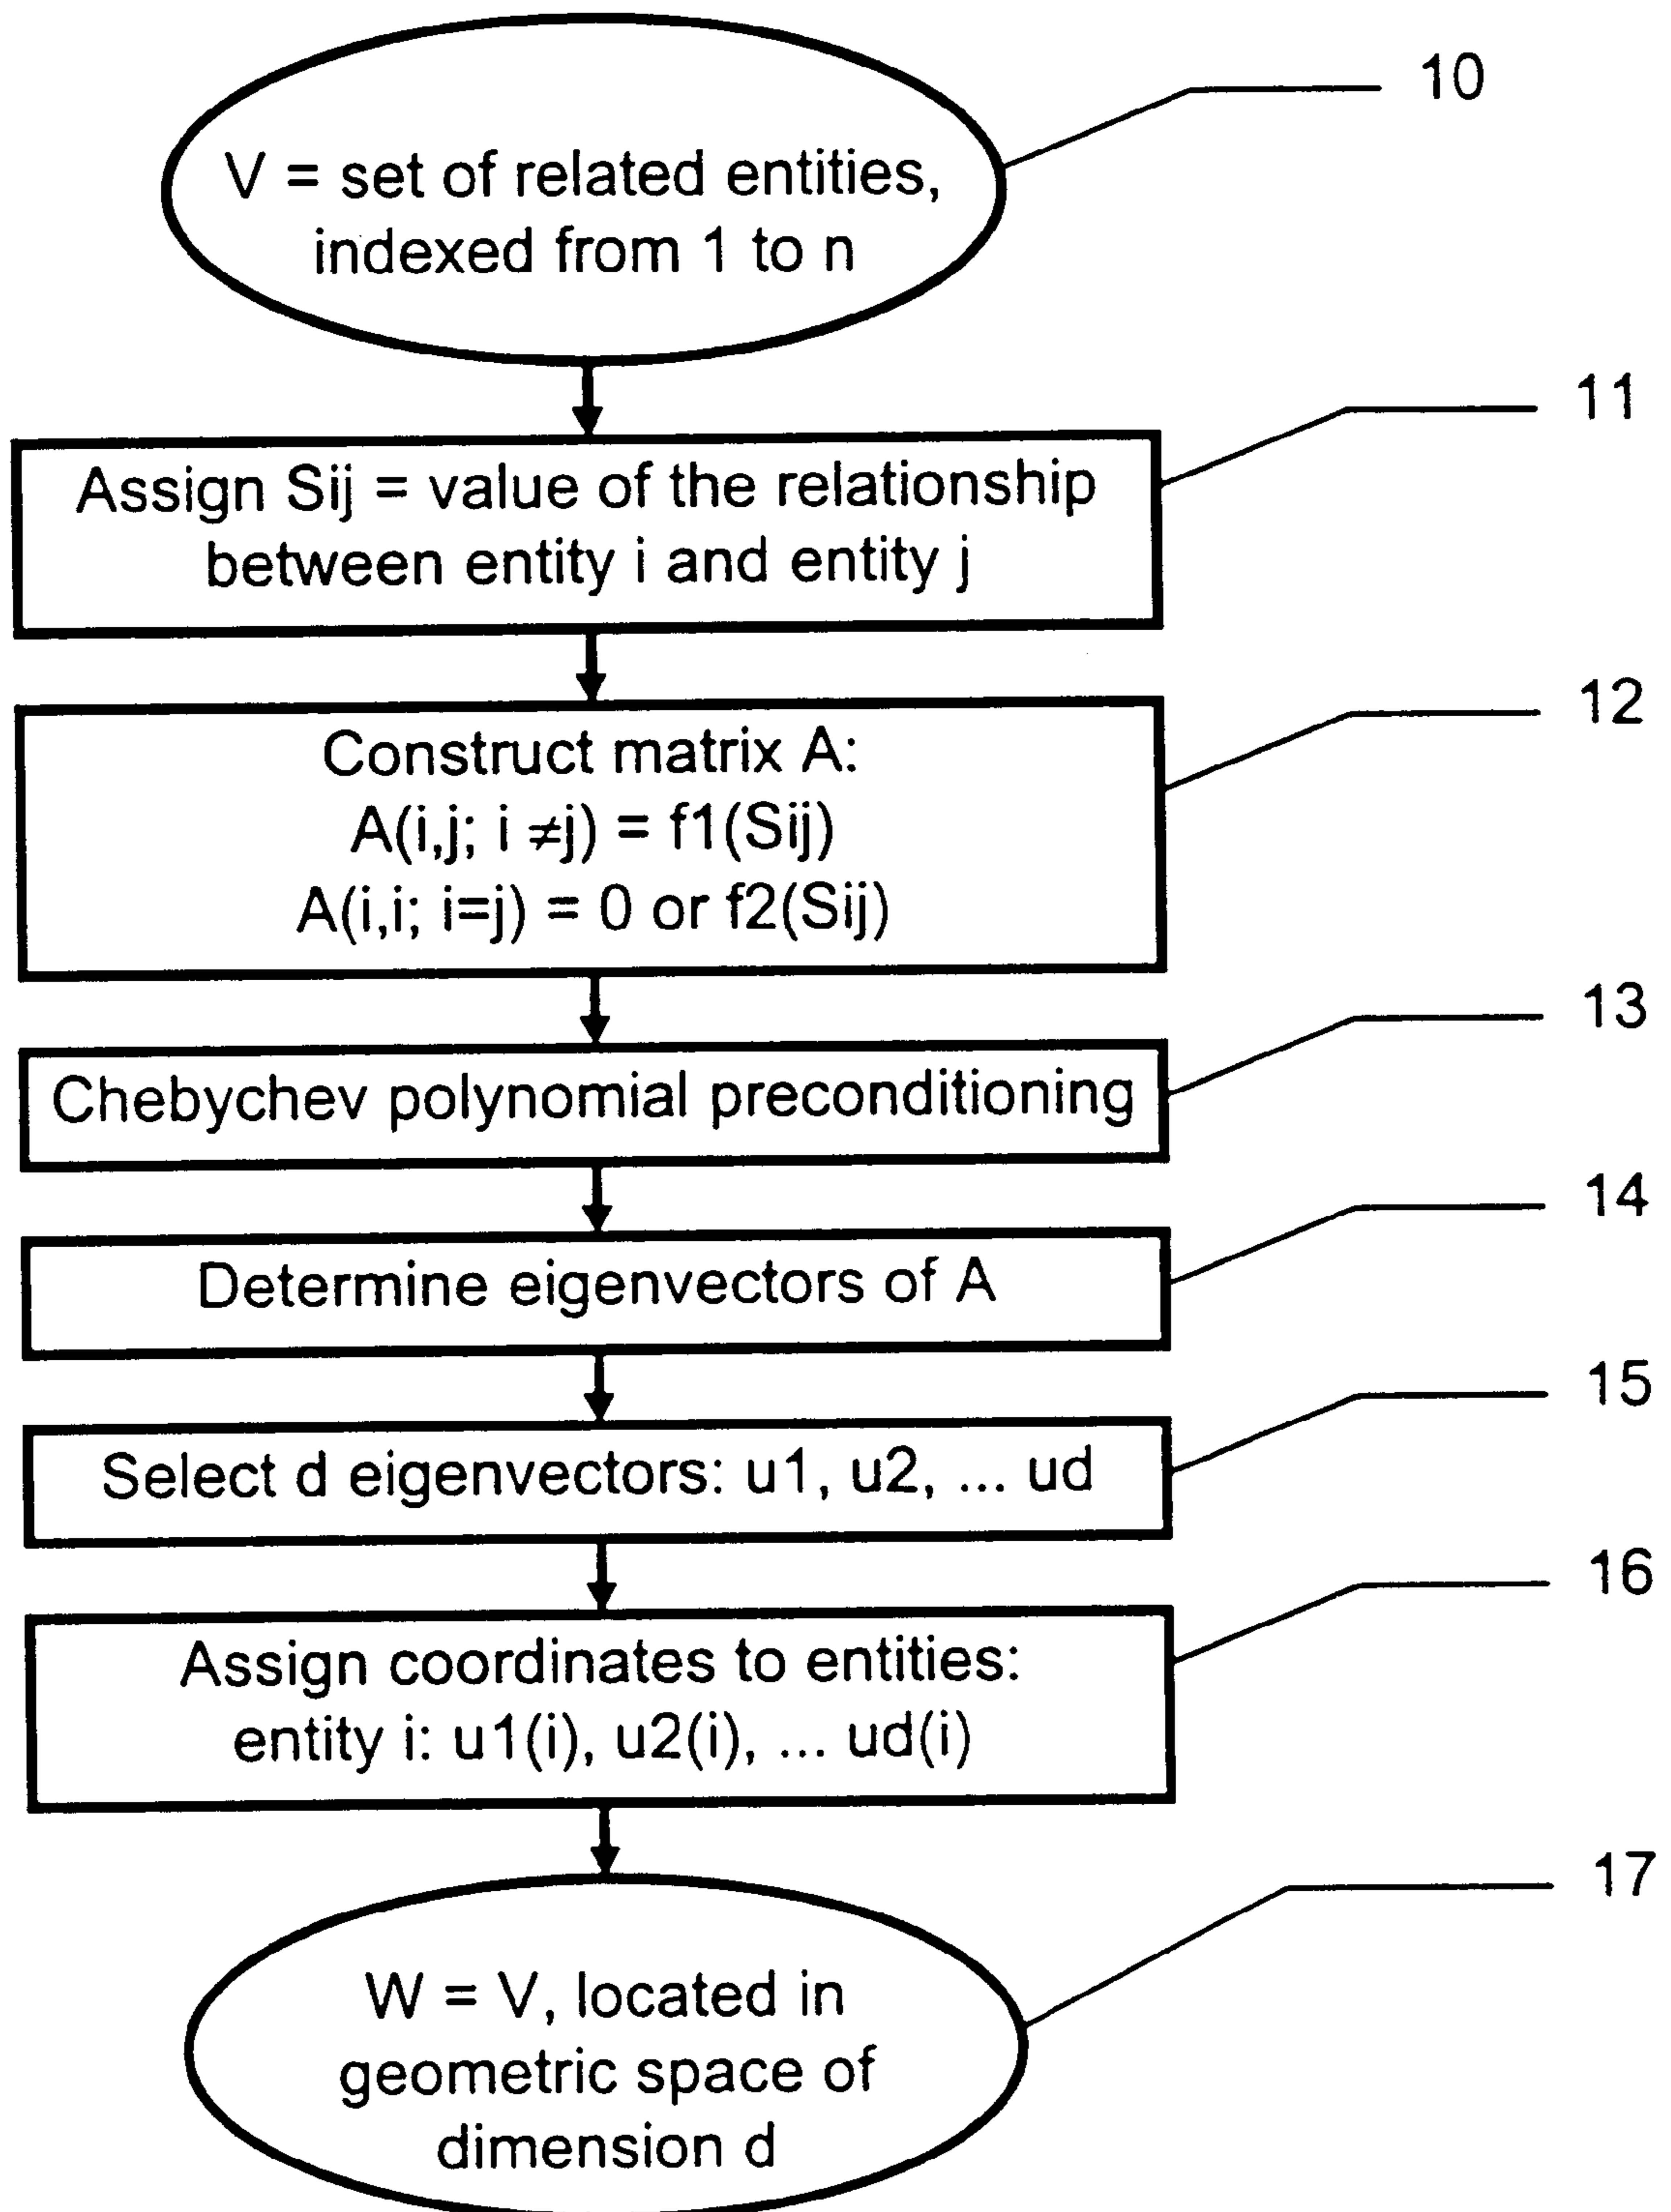 10
V = set of related entities,
indexed from 1 to n
11
Assign Sij = value of the relationship
between entity i and entity j
12
Construct matrix A:
A(i,j; i ≠j) = f1(Sij)
A(i,i; i=j) = 0 or f2(Sij)
13
Chebychev polynomial preconditioning
14
Determine eigenvectors of A
15
Select d eigenvectors: u1, u2, ... ud
16
Assign coordinates to entities:
entity i: u1(i), u2(i), ... ud(i)
17
W = V, located in
geometric space of
dimension d